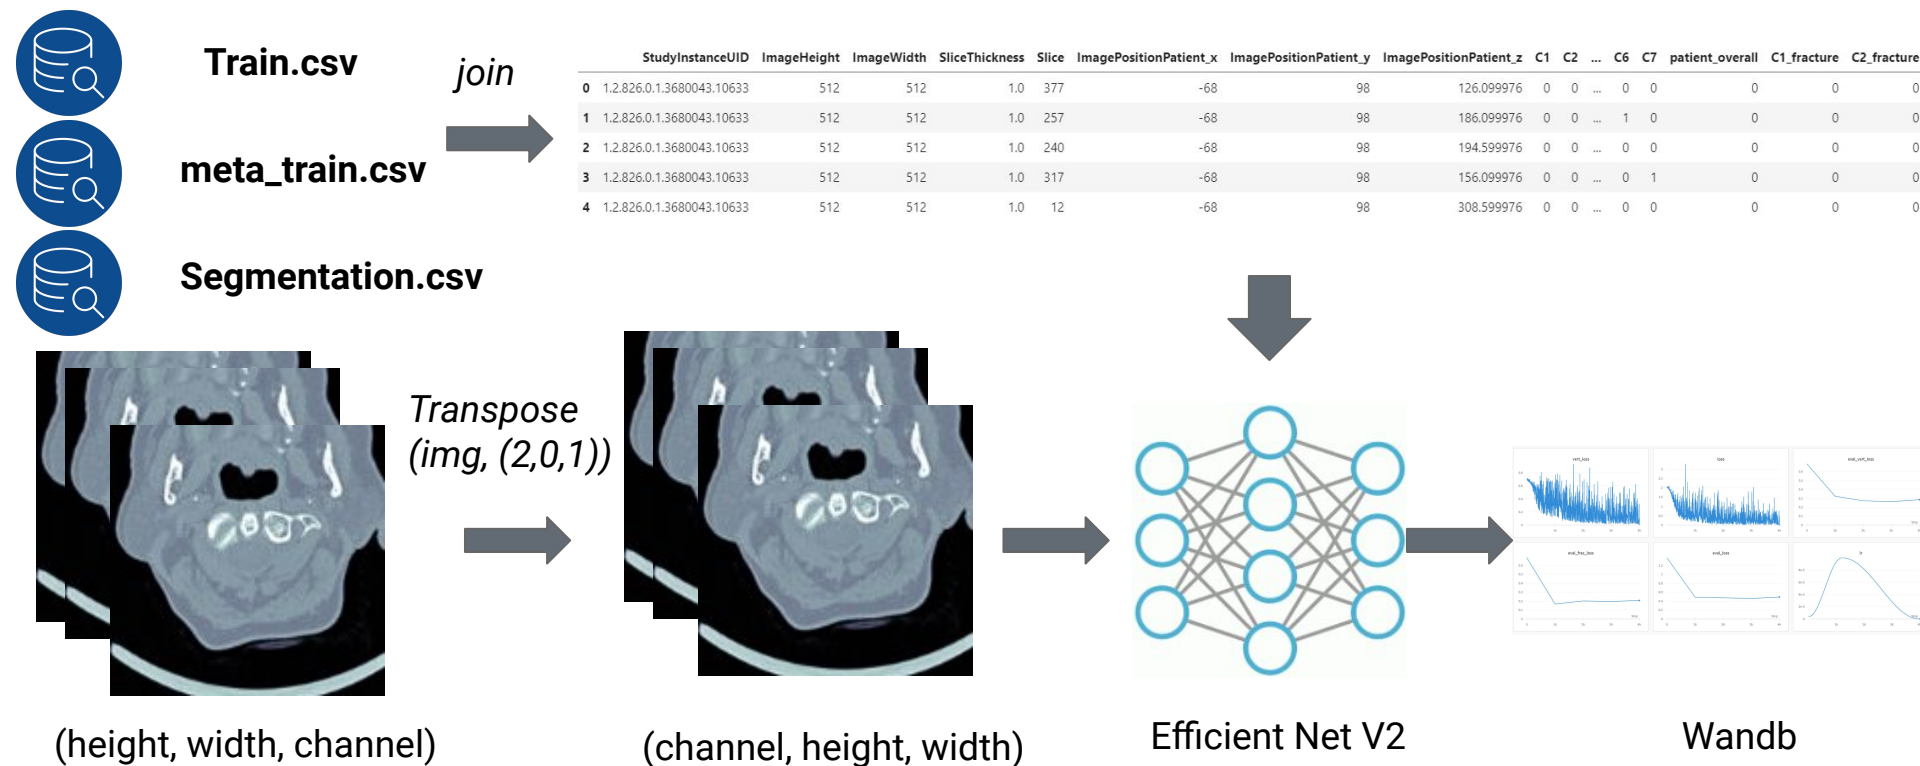 Train.csv
join
meta_train.csv
Segmentation.csv
StudyInstanceUID ImageHeight ImageWidth SliceThickness Slice ImagePositionPatient_x ImagePositionPatient_y ImagePositionPatient_z C1 C2 ... C6 C7 patient_overall C1_fracture C2_fracture
0 1.2.826.0.1.3680043.10633 512 512 1.0 377 -68 98 126.099976 0 0 ... 0 0 0 0 0
1 1.2.826.0.1.3680043.10633 512 512 1.0 257 -68 98 186.099976 0 0 ... 1 0 0 0 0
2 1.2.826.0.1.3680043.10633 512 512 1.0 240 -68 98 194.599976 0 0 ... 0 0 0 0 0
3 1.2.826.0.1.3680043.10633 512 512 1.0 317 -68 98 156.099976 0 0 ... 0 1 0 0 0
4 1.2.826.0.1.3680043.10633 512 512 1.0 12 -68 98 308.599976 0 0 ... 0 0 0 0 0
Transpose
(img, (2,0,1))
vert_loss
loss
eval_vert_loss
eval_frac_loss
eval_loss
lr
(height, width, channel)
(channel, height, width)
Efficient Net V2
Wandb